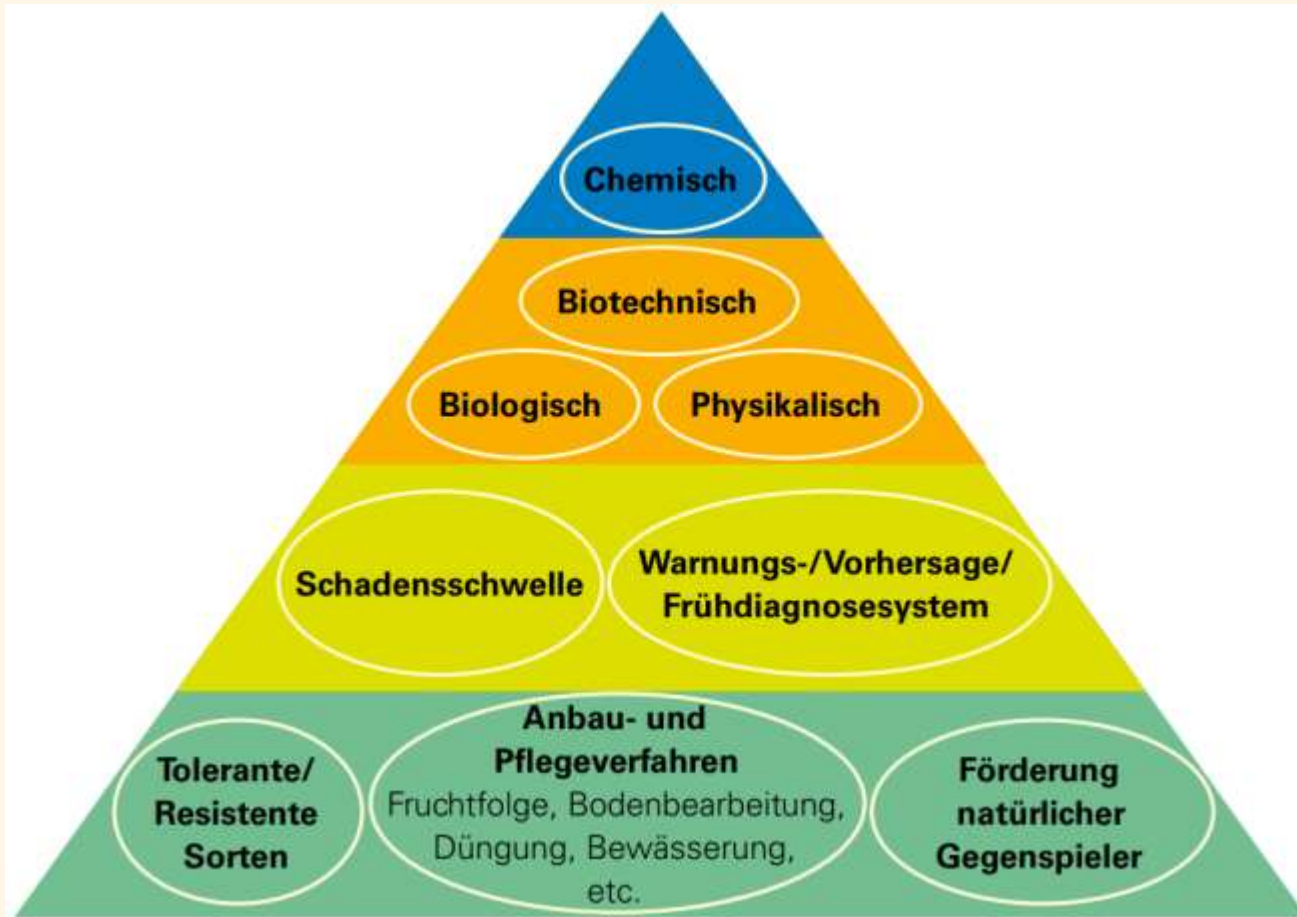 Chemisch
Biotechnisch
Biologisch
Physikalisch
Schadensschwelle
Warnungs-/Vorhersage/
Frühdiagnosesystem
Tolerante/
Resistente
Sorten
Anbau- und
Pflegeverfahren
Fruchtfolge, Bodenbearbeitung,
Düngung, Bewässerung,
etc.
Förderung
natürlicher
Gegenspieler